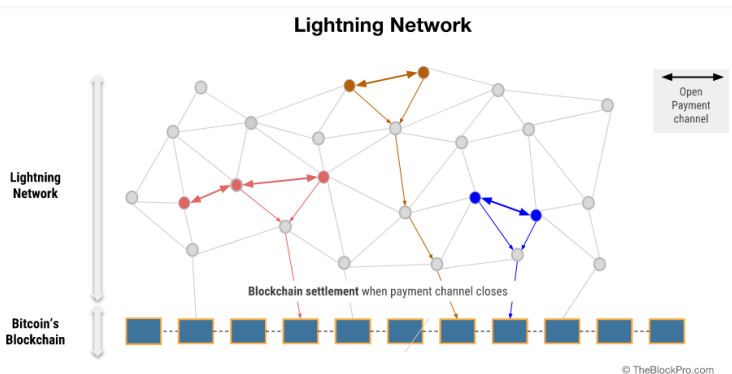 Lightning Network
Open
Payment
channel
Lightning
Network
Blockchain settlement when payment channel closes
Bitcoin's
Blockchain
© TheBlockPro.com